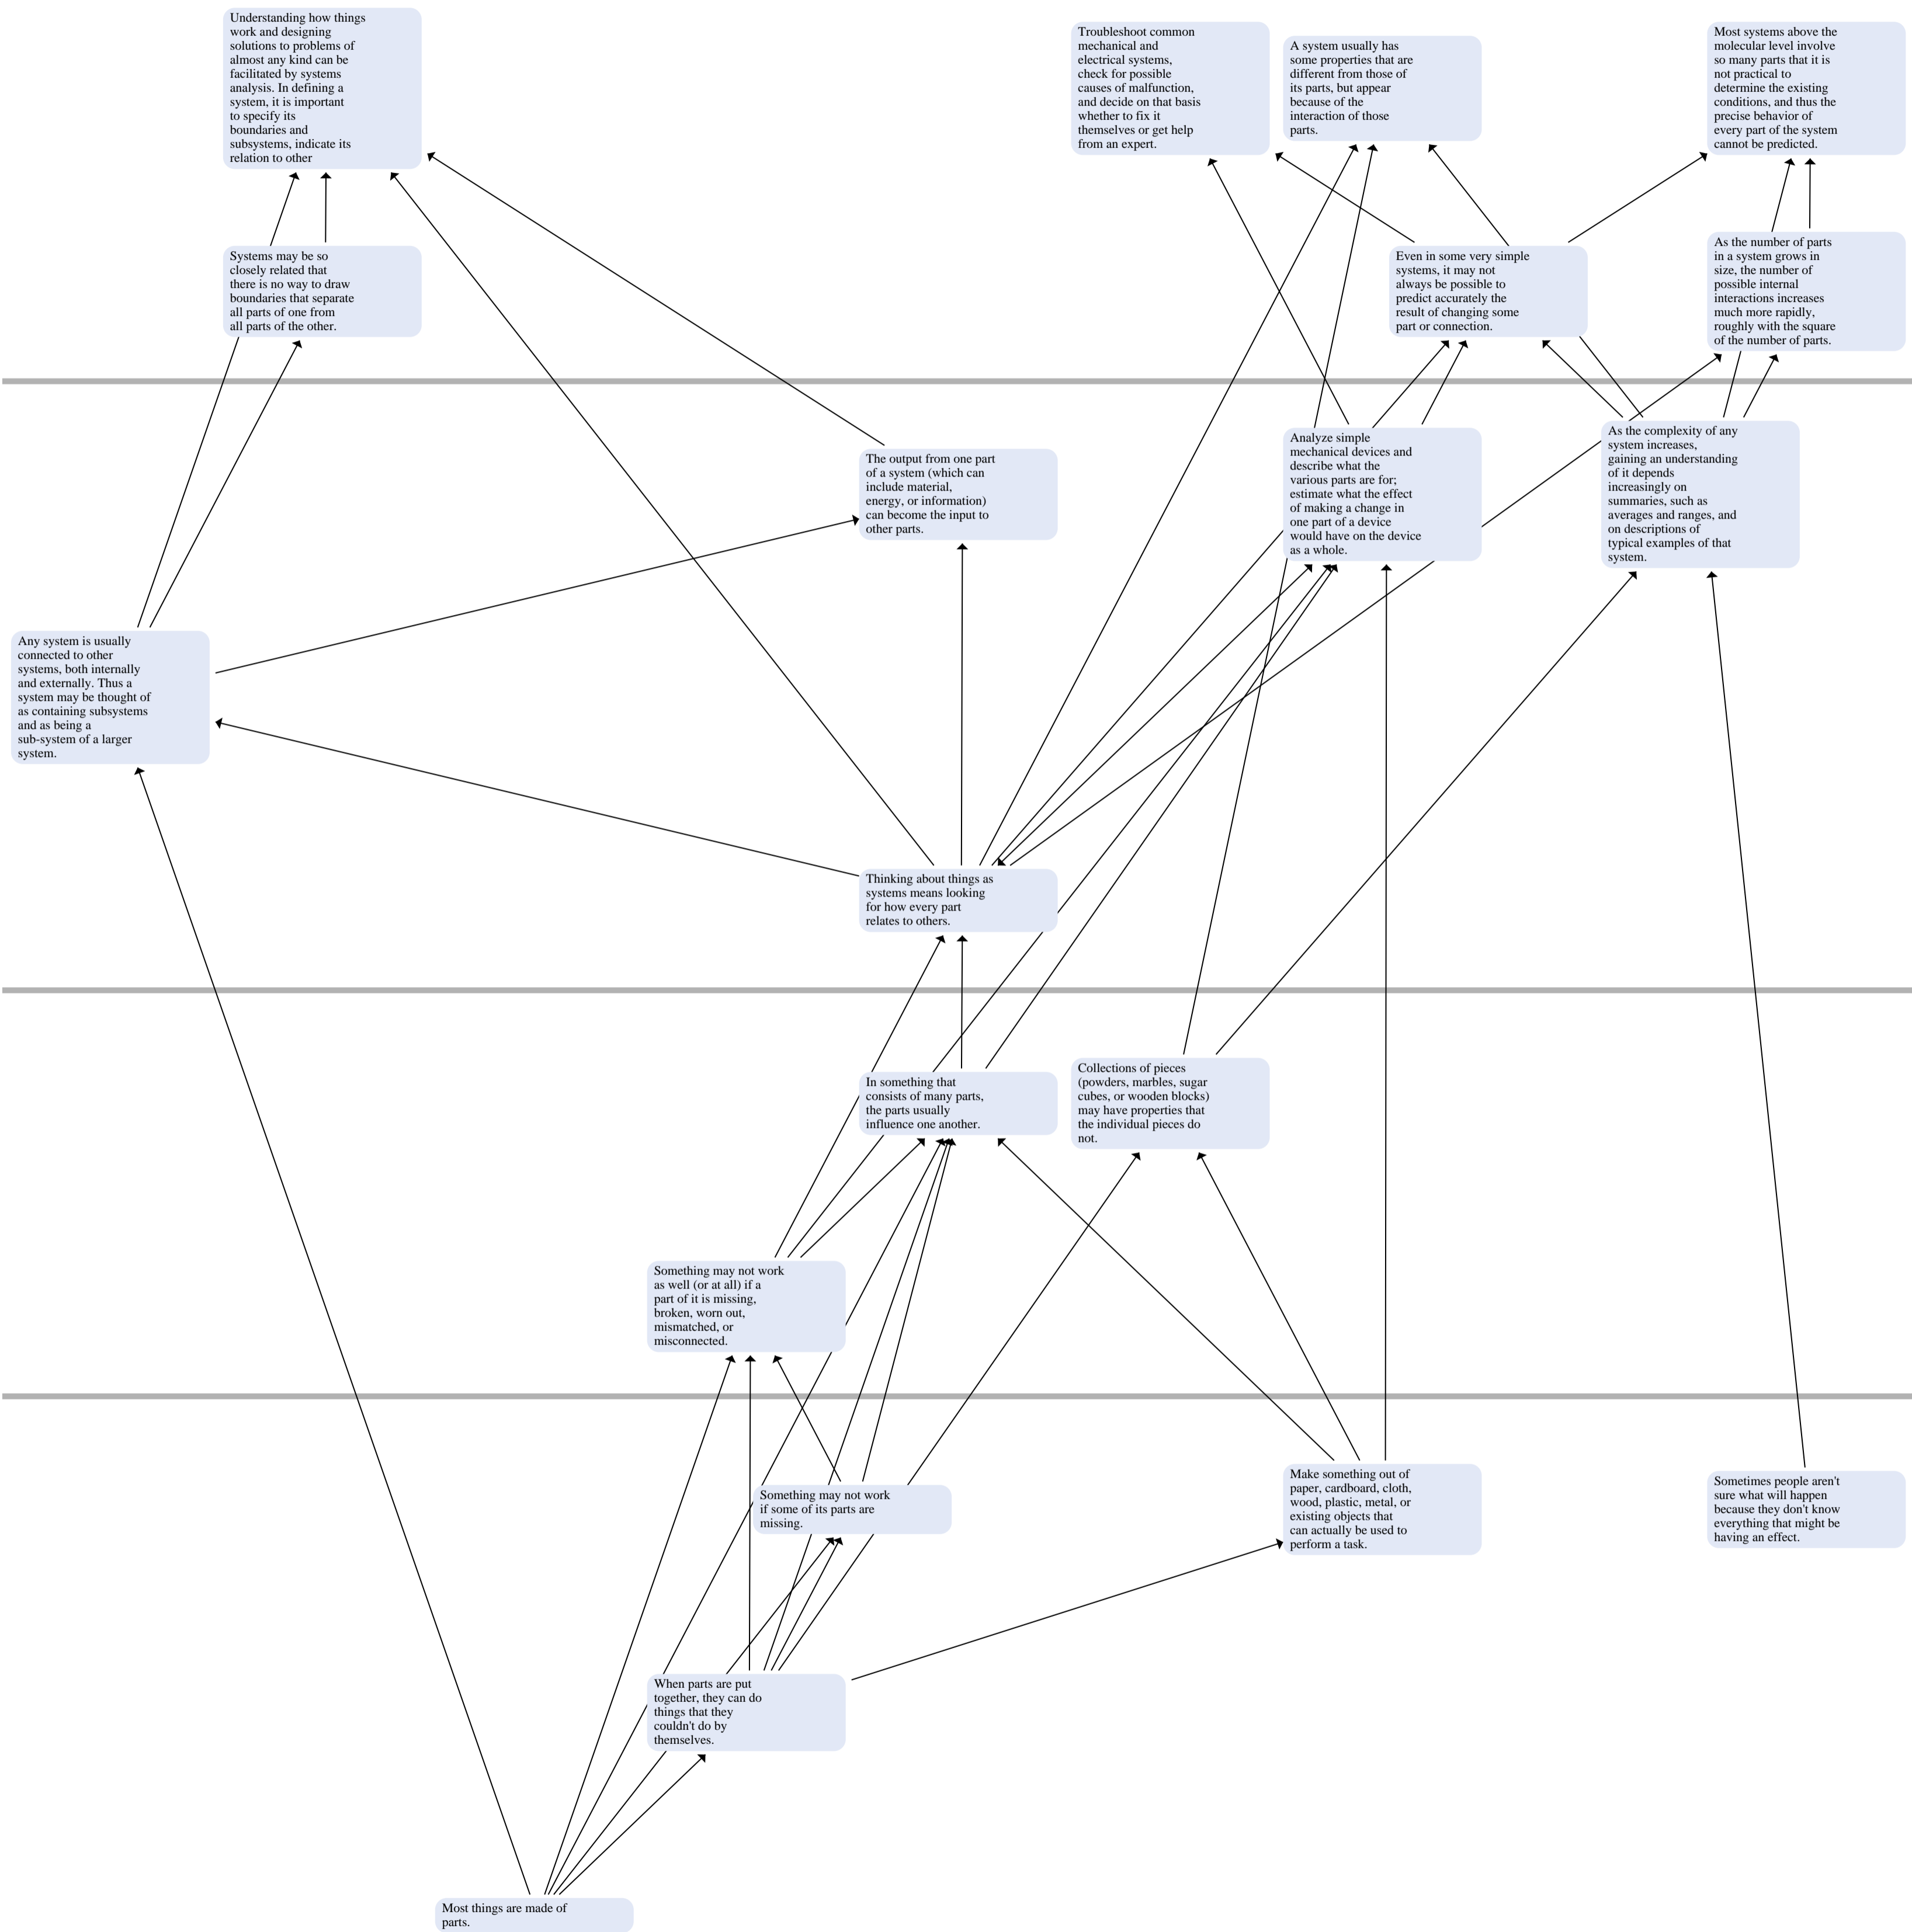 Understanding how things
work and designing
solutions to problems of
almost any kind can be
facilitated by systems
analysis. In defining a
system, it is important
to specify its
boundaries and
subsystems, indicate its
relation to other
Troubleshoot common
mechanical and
electrical systems,
check for possible
causes of malfunction,
and decide on that basis
whether to fix it
themselves or get help
from an expert.
A system usually has
some properties that are
different from those of
its parts, but appear
because of the
interaction of those
parts.
Most systems above the
molecular level involve
so many parts that it is
not practical to
determine the existing
conditions, and thus the
precise behavior of
every part of the system
cannot be predicted.
Systems may be so
closely related that
there is no way to draw
boundaries that separate
all parts of one from
all parts of the other.
Even in some very simple
systems, it may not
always be possible to
predict accurately the
result of changing some
part or connection.
As the number of parts
in a system grows in
size, the number of
possible internal
interactions increases
much more rapidly,
roughly with the square
of the number of parts.
The output from one part
of a system (which can
include material,
energy, or information)
can become the input to
other parts.
Analyze simple
mechanical devices and
describe what the
various parts are for;
estimate what the effect
of making a change in
one part of a device
would have on the device
as a whole.
As the complexity of any
system increases,
gaining an understanding
of it depends
increasingly on
summaries, such as
averages and ranges, and
on descriptions of
typical examples of that
system.
Any system is usually
connected to other
systems, both internally
and externally. Thus a
system may be thought of
as containing subsystems
and as being a
sub-system of a larger
system.
Thinking about things as
systems means looking
for how every part
relates to others.
In something that
consists of many parts,
the parts usually
influence one another.
Collections of pieces
(powders, marbles, sugar
cubes, or wooden blocks)
may have properties that
the individual pieces do
not.
Something may not work
as well (or at all) if a
part of it is missing,
broken, worn out,
mismatched, or
misconnected.
Something may not work
if some of its parts are
missing.
Make something out of
paper, cardboard, cloth,
wood, plastic, metal, or
existing objects that
can actually be used to
perform a task.
Sometimes people aren't
sure what will happen
because they don't know
everything that might be
having an effect.
When parts are put
together, they can do
things that they
couldn't do by
themselves.
Most things are made of
parts.